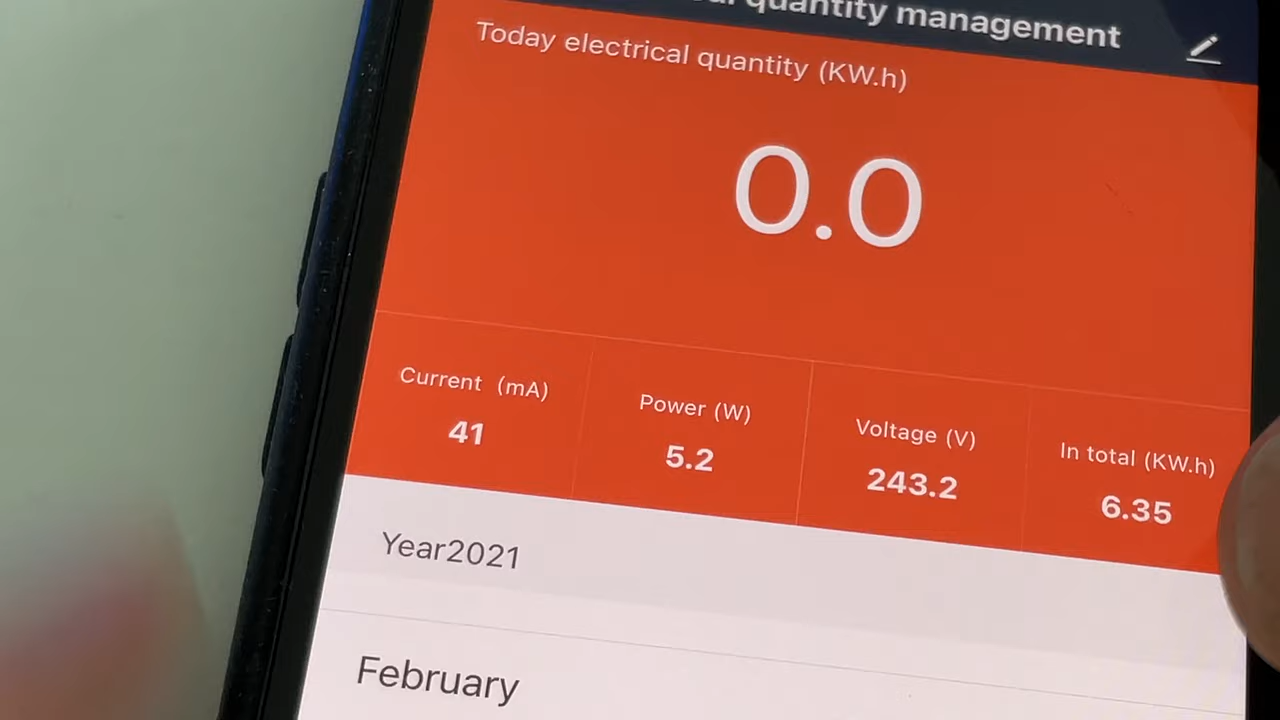 quantity management
Today electrical quantity (KW.h)
0.0
Current (mA)
Power (W)
Voltage (V)
In total (KW.h)
41
5.2
243.2
6.35
Year2021
February